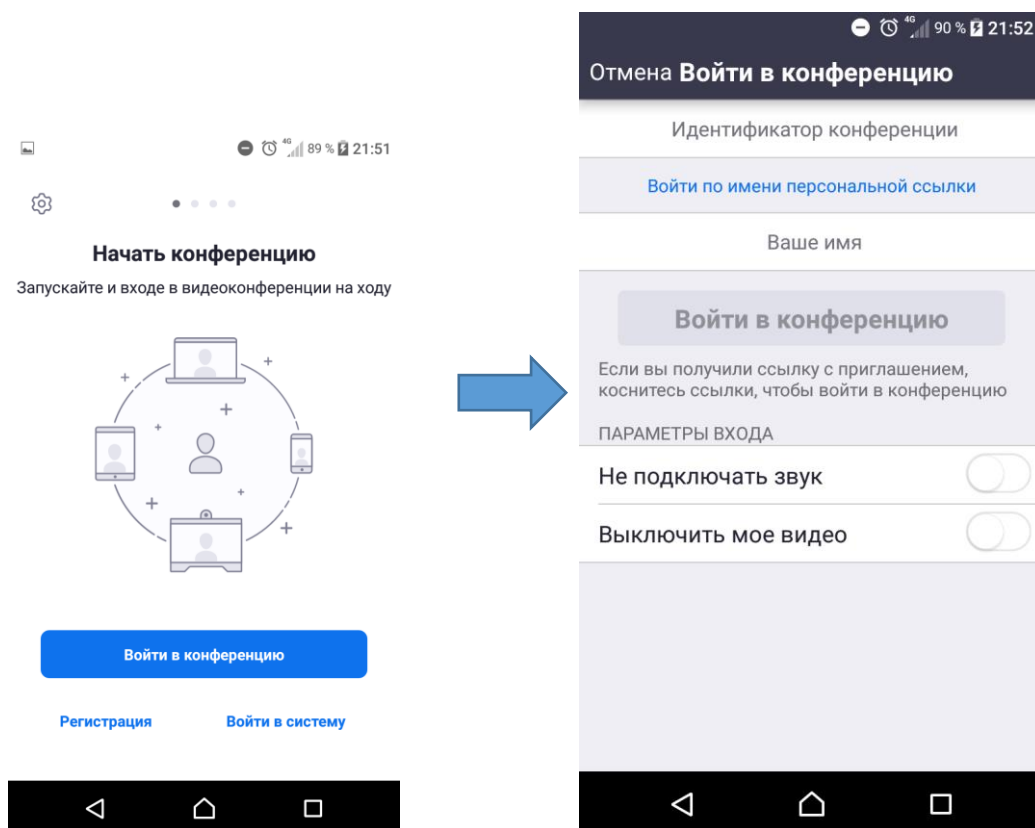 4G 89 % 21:51
Начать конференцию
Запускайте и входе в видеоконференции на ходу
Войти в конференцию
Регистрация Войти в систему
4G 90 % 21:52
Отмена Войти в конференцию
Идентификатор конференции
Войти по имени персональной ссылки
Ваше имя
Войти в конференцию
Если вы получили ссылку с приглашением,
коснитесь ссылки, чтобы войти в конференцию
ПАРАМЕТРЫ ВХОДА
Не подключать звук
Выключить мое видео